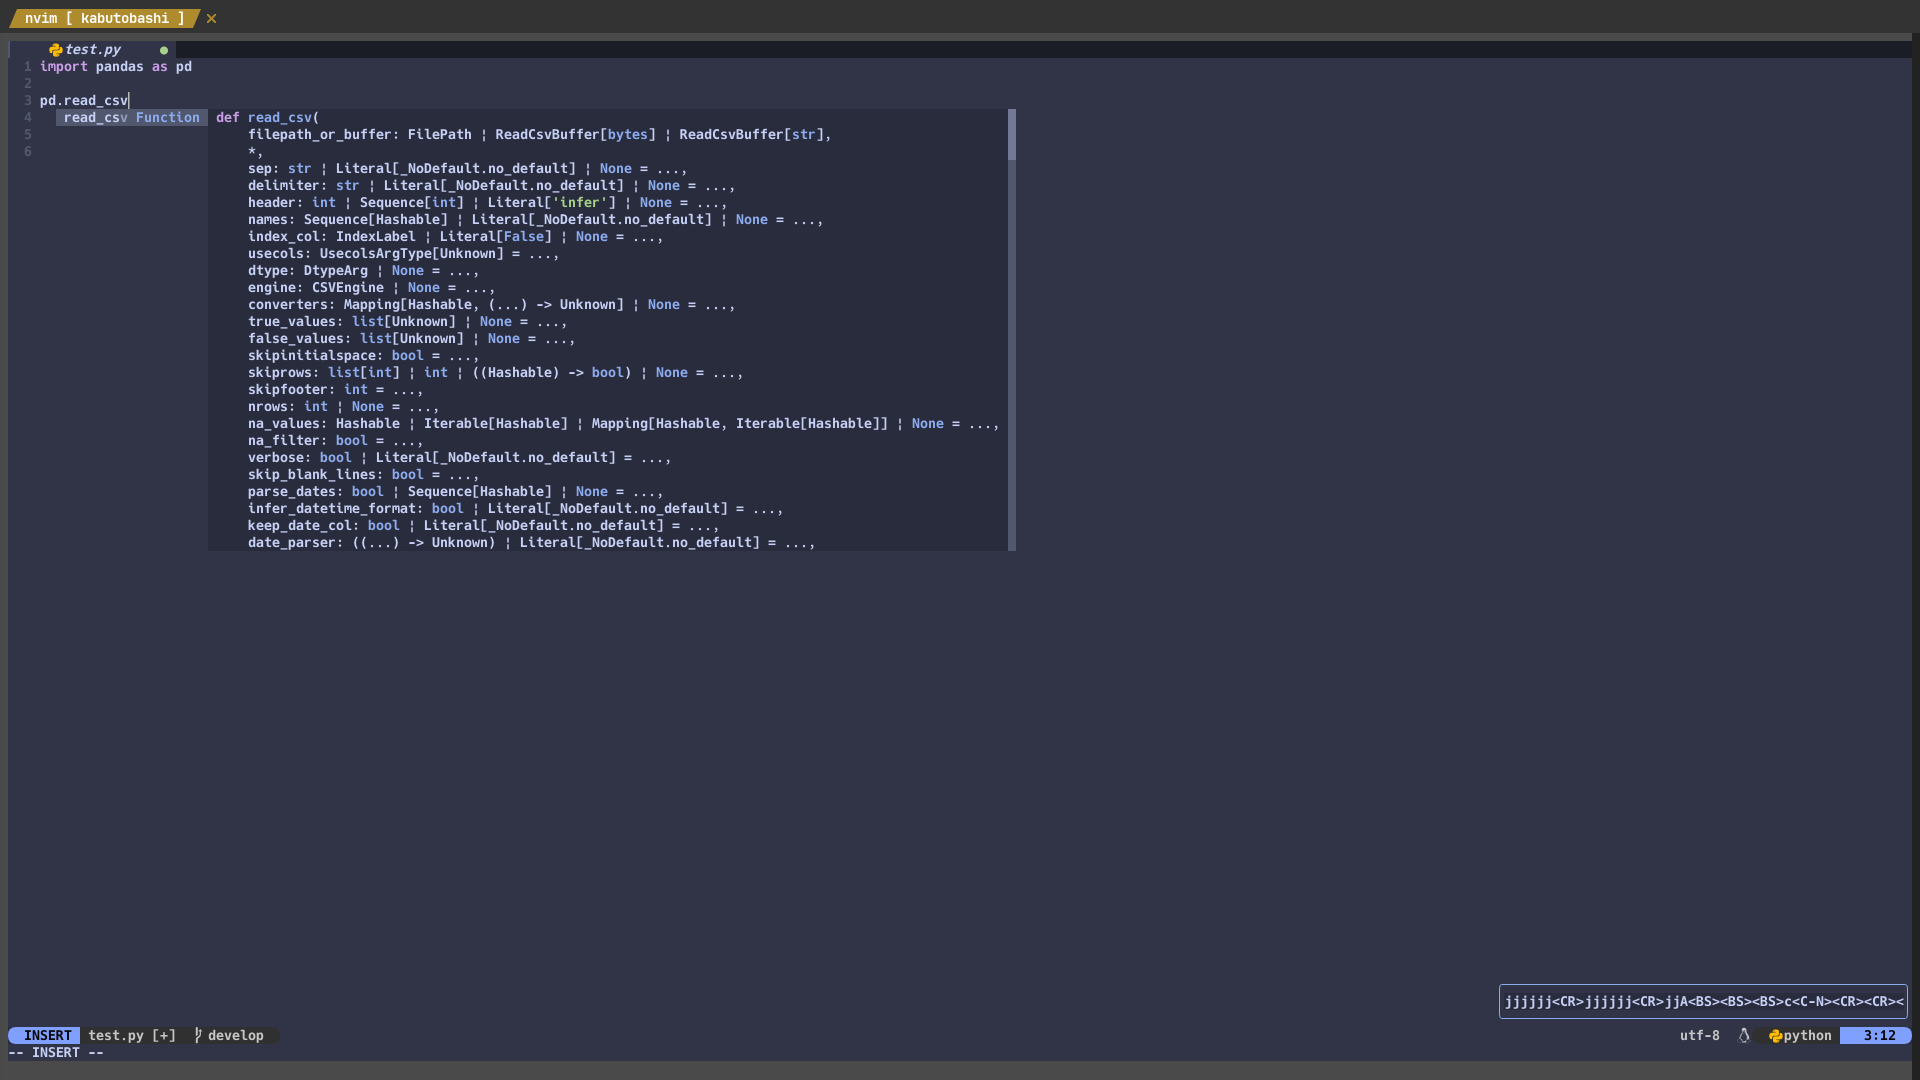 nvim [ kabutobashi ] ×
test.py ●
1 import pandas as pd
2
3 pd.read_csv
4 read_csv Function def read_csv(
5 filepath_or_buffer: FilePath ¦ ReadCsvBuffer[bytes] ¦ ReadCsvBuffer[str],
6 *,
sep: str ¦ Literal[_NoDefault.no_default] ¦ None = ...,
delimiter: str ¦ Literal[_NoDefault.no_default] ¦ None = ...,
header: int ¦ Sequence[int] ¦ Literal['infer'] ¦ None = ...,
names: Sequence[Hashable] ¦ Literal[_NoDefault.no_default] ¦ None = ...,
index_col: IndexLabel ¦ Literal[False] ¦ None = ...,
usecols: UsecolsArgType[Unknown] = ...,
dtype: DtypeArg ¦ None = ...,
engine: CSVEngine ¦ None = ...,
converters: Mapping[Hashable, (...) -> Unknown] ¦ None = ...,
true_values: list[Unknown] ¦ None = ...,
false_values: list[Unknown] ¦ None = ...,
skipinitialspace: bool = ...,
skiprows: list[int] ¦ int ¦ ((Hashable) -> bool) ¦ None = ...,
skipfooter: int = ...,
nrows: int ¦ None = ...,
na_values: Hashable ¦ Iterable[Hashable] ¦ Mapping[Hashable, Iterable[Hashable]] ¦ None = ...,
na_filter: bool = ...,
verbose: bool ¦ Literal[_NoDefault.no_default] = ...,
skip_blank_lines: bool = ...,
parse_dates: bool ¦ Sequence[Hashable] ¦ None = ...,
infer_datetime_format: bool ¦ Literal[_NoDefault.no_default] = ...,
keep_date_col: bool ¦ Literal[_NoDefault.no_default] = ...,
date_parser: ((...) -> Unknown) ¦ Literal[_NoDefault.no_default] = ...,
jjjjjj<CR>jjjjjj<CR>jjA<BS><BS><BS>c<C-N><CR><CR><
INSERT test.py [+] develop utf-8 python 3:12
-- INSERT --